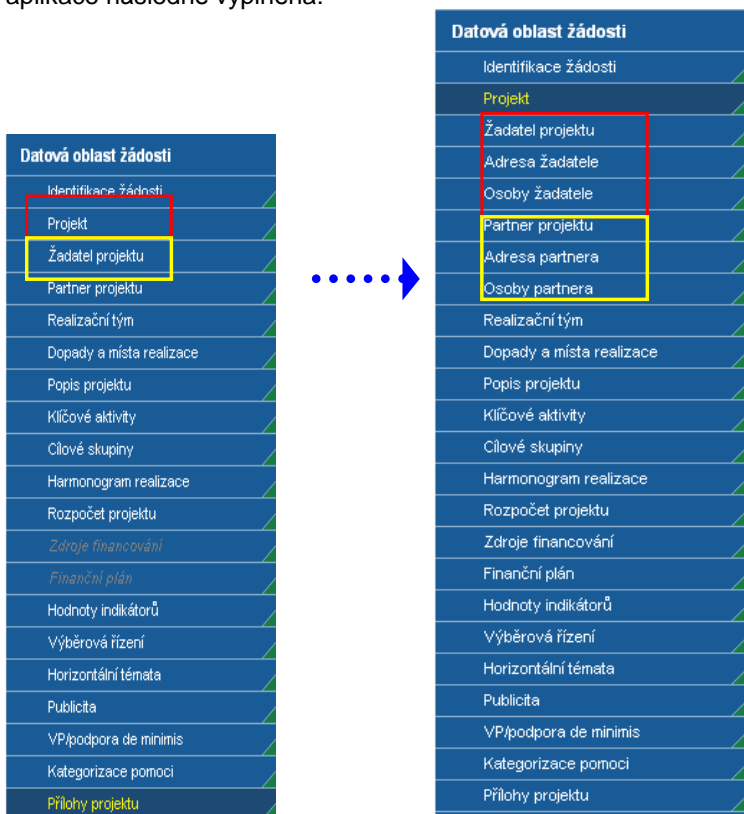 aplikace následně vyplněna.
Datová oblast žádosti
Identifikace žádosti
Projekt
Žadatel projektu
Partner projektu
Realizační tým
Dopady a místa realizace
Popis projektu
Klíčové aktivity
Cílové skupiny
Harmonogram realizace
Rozpočet projektu
Zdroje financování
Finanční plán
Hodnoty indikátorů
Výběrová řízení
Horizontální témata
Publicita
VP/podpora de minimis
Kategorizace pomoci
Přílohy projektu
Datová oblast žádosti
Identifikace žádosti
Projekt
Žadatel projektu
Adresa žadatele
Osoby žadatele
Partner projektu
Adresa partnera
Osoby partnera
Realizační tým
Dopady a místa realizace
Popis projektu
Klíčové aktivity
Cílové skupiny
Harmonogram realizace
Rozpočet projektu
Zdroje financování
Finanční plán
Hodnoty indikátorů
Výběrová řízení
Horizontální témata
Publicita
VP/podpora de minimis
Kategorizace pomoci
Přílohy projektu